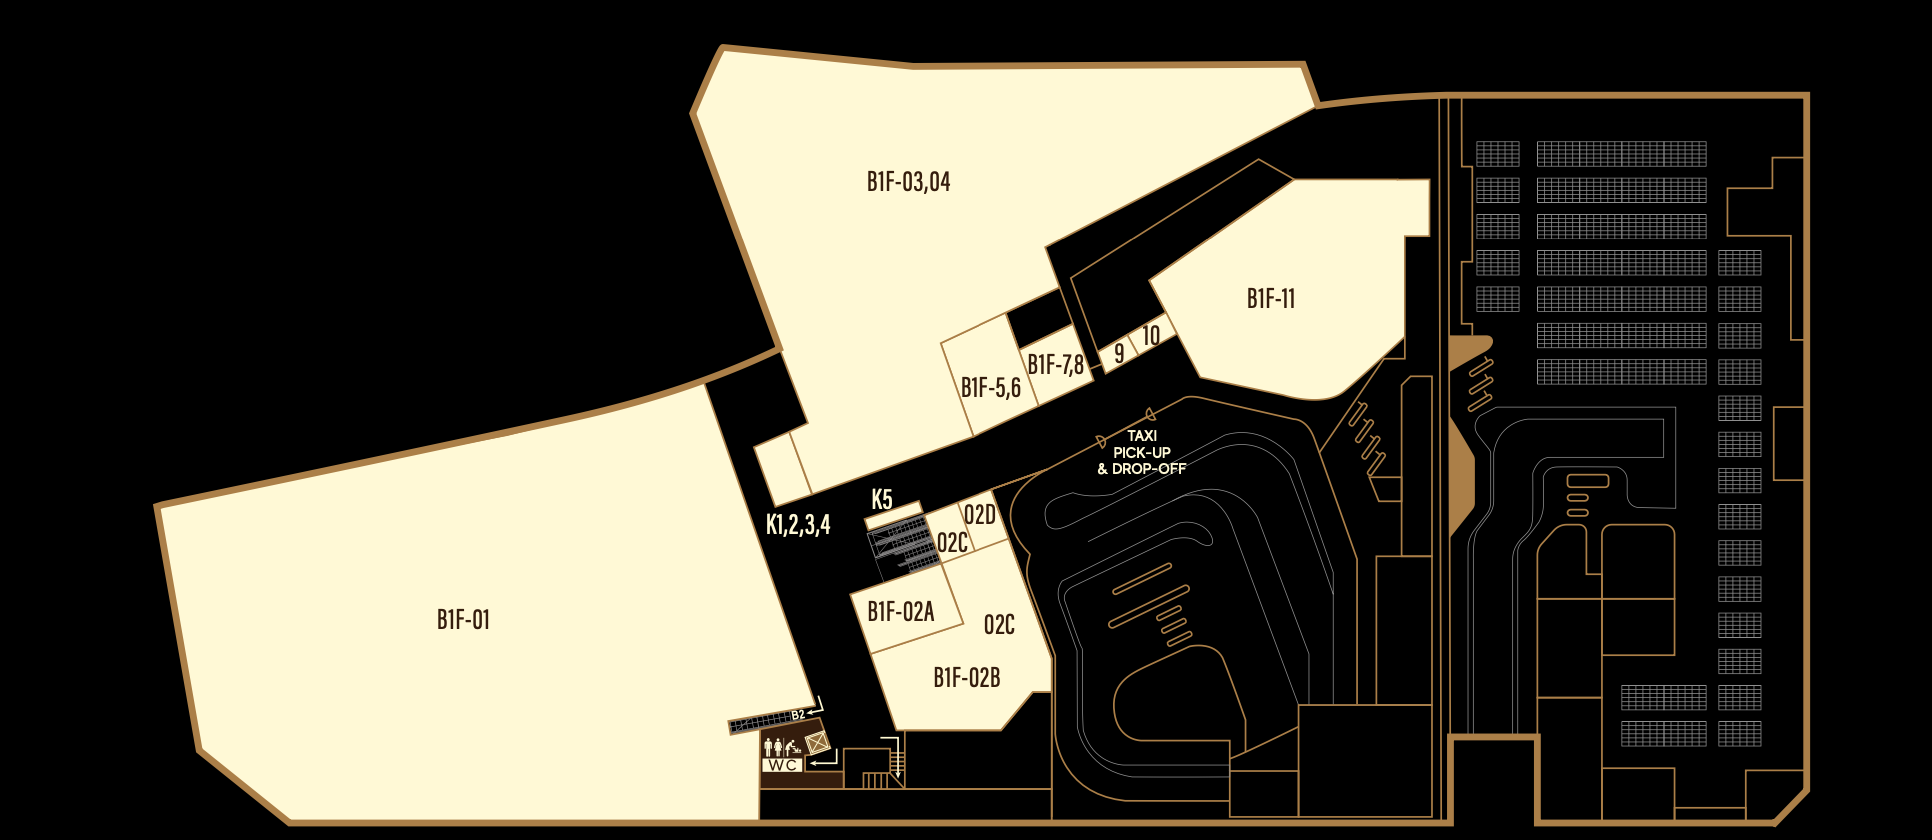 B1F-03,04
B1F-11
10
9
B1F-7,8
B1F-5,6
TAXI
PICK-UP
& DROP-OFF
K5
K1,2,3,4
02D
02C
B1F-02A
02C
B1F-01
B1F-02B
B2
WC